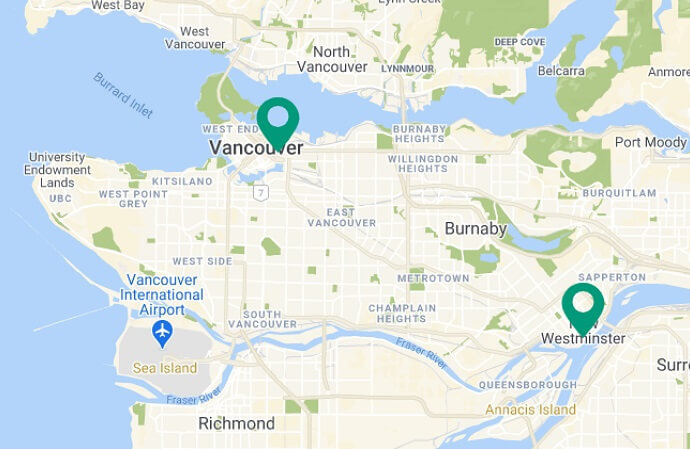 West Bay
Lynn Creek
WEST
VANCOUVER
DEEP COVE
North
Vancouver
LYNNMOUR
Belcarra
Anmore
Burrard Inlet
WEST END
BURNABY
HEIGHTS
Vancouver
Port Moody
University
Endowment
Lands
UBC
WILLINGDON
HEIGHTS
KITSILANO
WEST POINT
GREY
7
BURQUITLAM
EAST
VANCOUVER
Burnaby
WEST SIDE
METROTOWN
SAPPERTON
Vancouver
International
Airport
SOUTH
VANCOUVER
CHAMPLAIN
HEIGHTS
New
Westminster
Fraser River
Sea Island
Surre
QUEENSBOROUGH
Fraser River
Annacis Island
Richmond